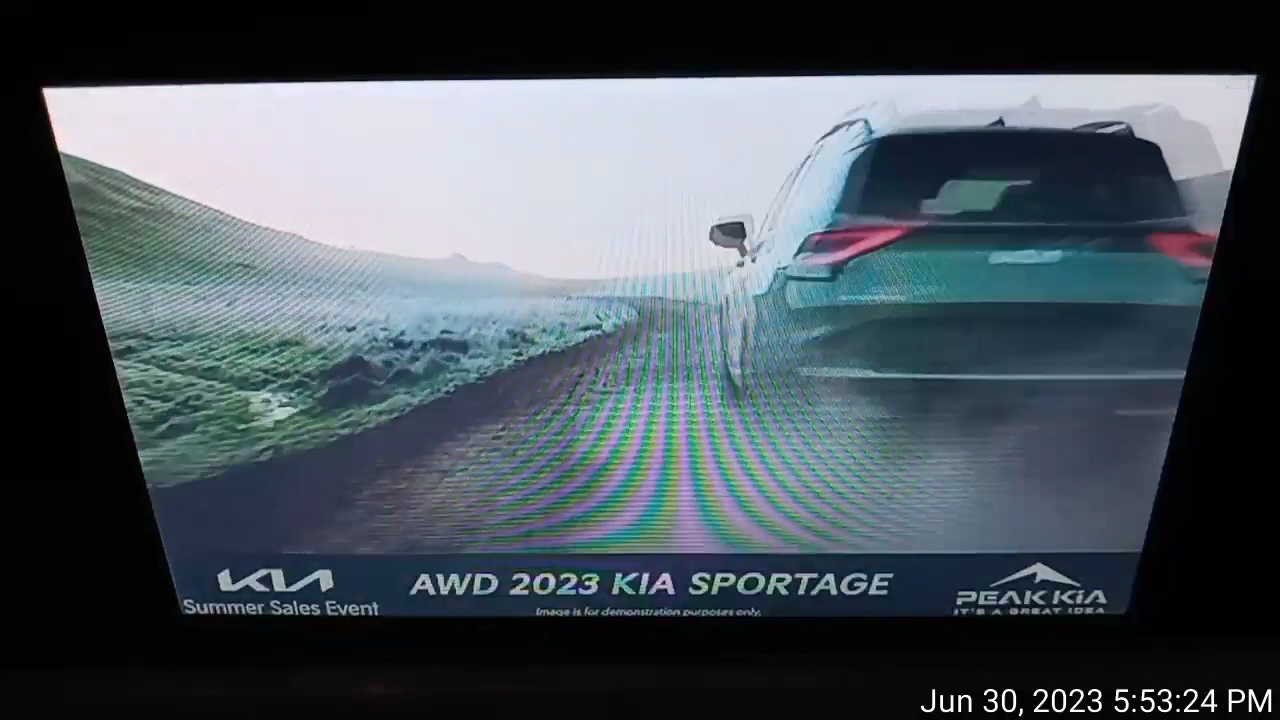 KIA
Summer Sales Event
AWD 2023 KIA SPORTAGE
Image is for demonstration purposes only.
PEAK KIA
IT'S A GREAT IDEA
Jun 30, 2023 5:53:24 PM